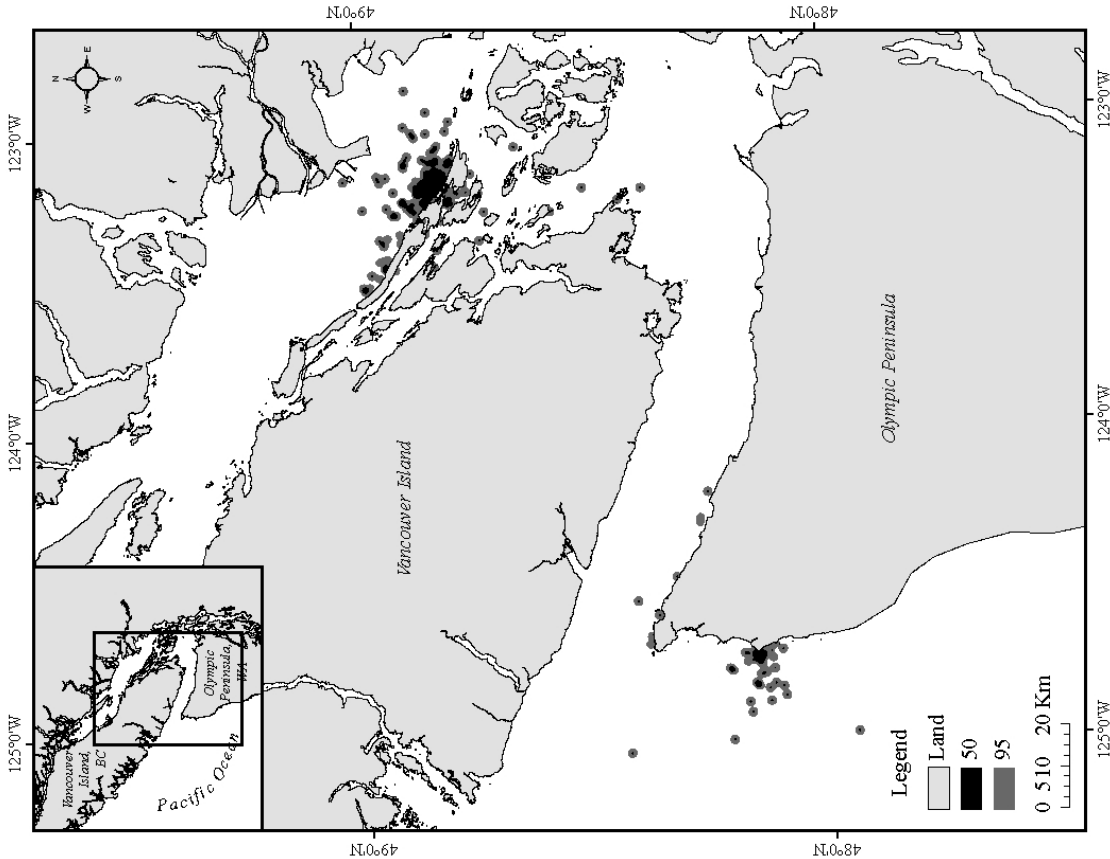 123°0'W
49°0'N
48°0'N
N
W
E
S
124°0'W
125°0'W
Vancouver
Island,
BC
Olympic
Peninsula,
WA
Pacific Ocean
Vancouver Island
Olympic Peninsula
Legend
Land
50
95
0 510 20 Km
49°0'N
48°0'N
123°0'W
124°0'W
125°0'W